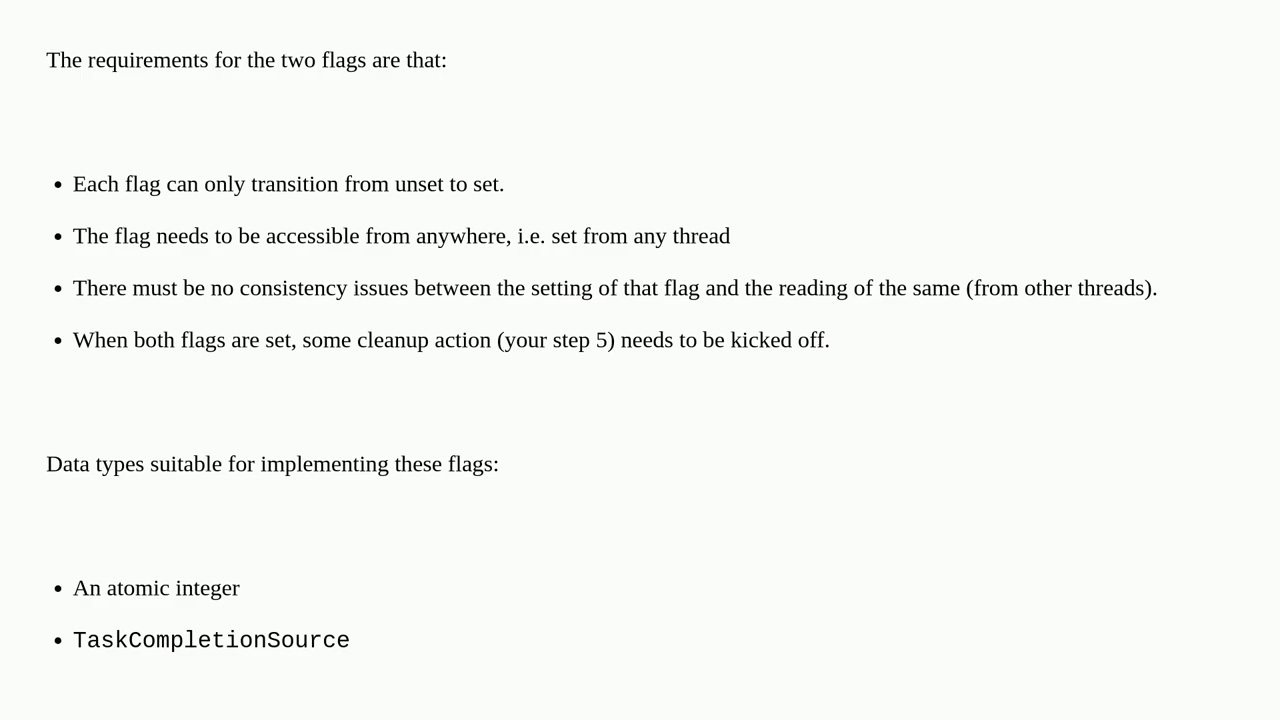 The requirements for the two flags are that:
• Each flag can only transition from unset to set.
• The flag needs to be accessible from anywhere, i.e. set from any thread
• There must be no consistency issues between the setting of that flag and the reading of the same (from other threads).
• When both flags are set, some cleanup action (your step 5) needs to be kicked off.
Data types suitable for implementing these flags:
• An atomic integer
• TaskCompletionSource